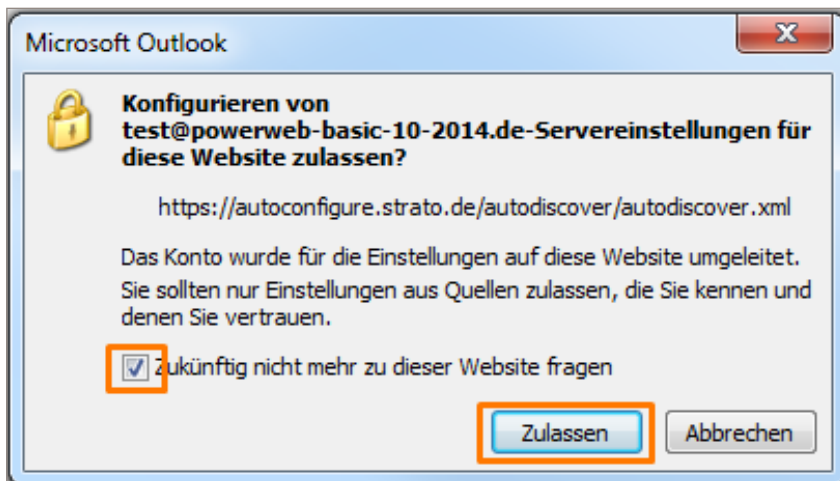 Microsoft Outlook
Konfigurieren von
test@powerweb-basic-10-2014.de-Servereinstellungen für
diese Website zulassen?
https://autoconfigure.strato.de/autodiscover/autodiscover.xml
Das Konto wurde für die Einstellungen auf diese Website umgeleitet.
Sie sollten nur Einstellungen aus Quellen zulassen, die Sie kennen und
denen Sie vertrauen.
Zukünftig nicht mehr zu dieser Website fragen
Zulassen Abbrechen